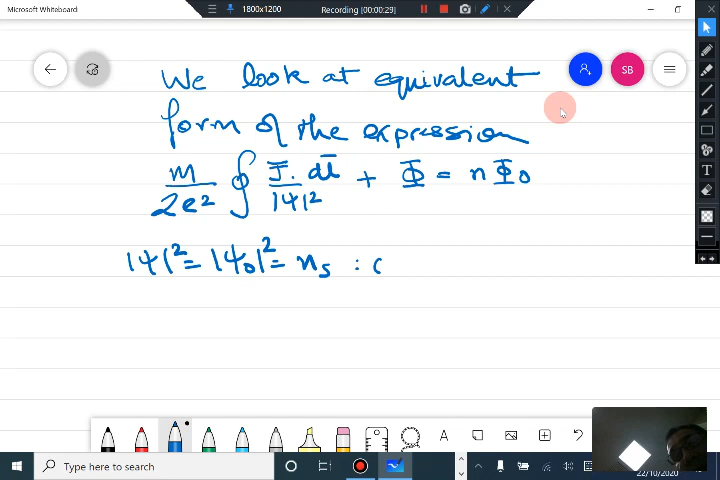 Microsoft Whiteboard
1800x1200
Recording [00:00:29]
SB
We look at equivalent
form of the expression
m/2e² ∮ J̄.dl̄/|ψ|² + Φ = nΦ0
|ψ|² = |ψ0|² = ns : c
T
A
Type here to search
22/10/2020